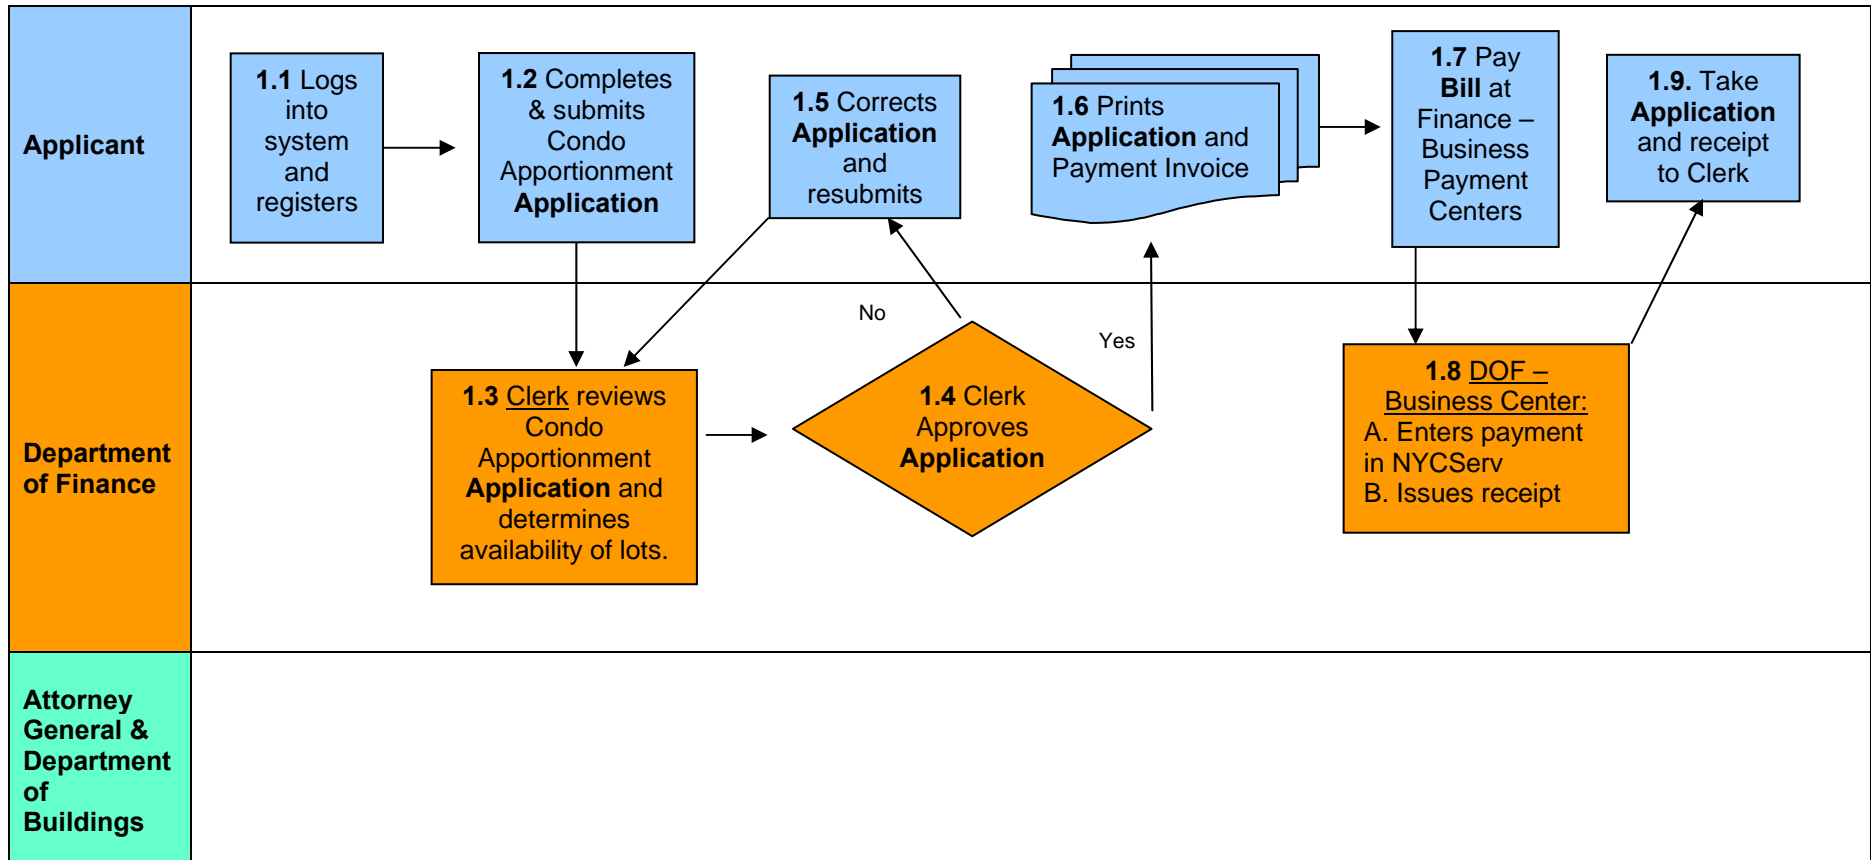 Applicant
1.1 Logs
into
system
and
registers
1.2 Completes
& submits
Condo
Apportionment
Application
1.5 Corrects
Application
and
resubmits
1.6 Prints
Application and
Payment Invoice
1.7 Pay
Bill at
Finance –
Business
Payment
Centers
1.9. Take
Application
and receipt
to Clerk
Department
of Finance
1.3 Clerk reviews
Condo
Apportionment
Application and
determines
availability of lots.
No
1.4 Clerk
Approves
Application
Yes
1.8 DOF –
Business Center:
A. Enters payment
in NYCServ
B. Issues receipt
Attorney
General &
Department
of
Buildings